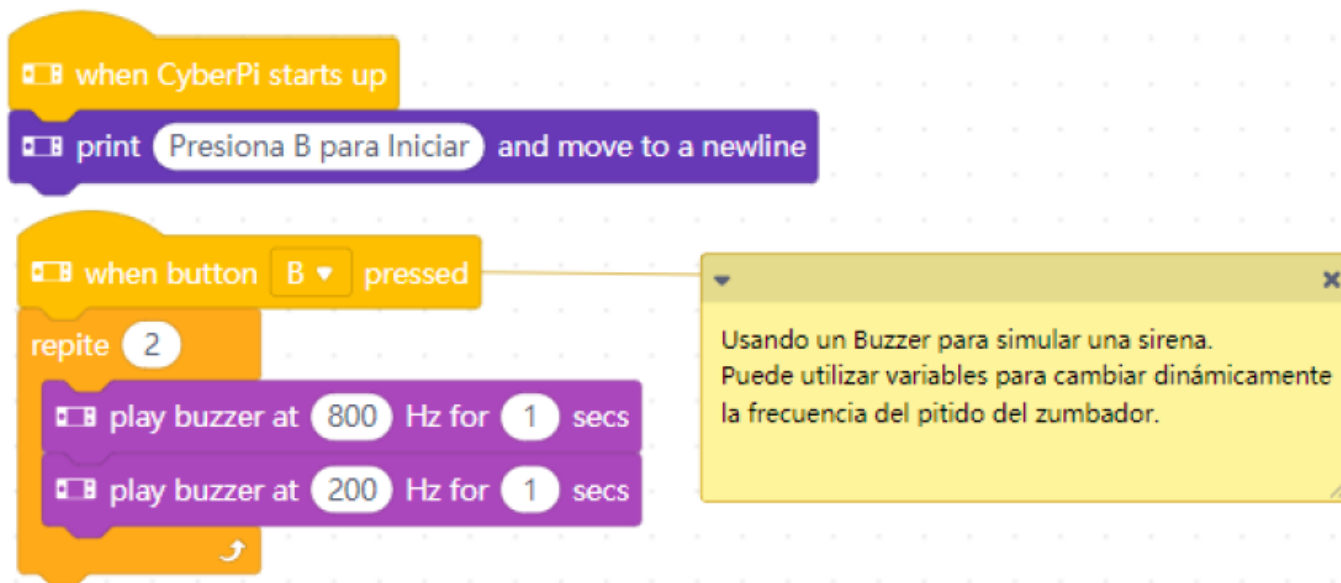 when CyberPi starts up
print Presiona B para Iniciar and move to a newline
when button B pressed
repite 2
play buzzer at 800 Hz for 1 secs
play buzzer at 200 Hz for 1 secs
Usando un Buzzer para simular una sirena.
Puede utilizar variables para cambiar dinámicamente
la frecuencia del pitido del zumbador.